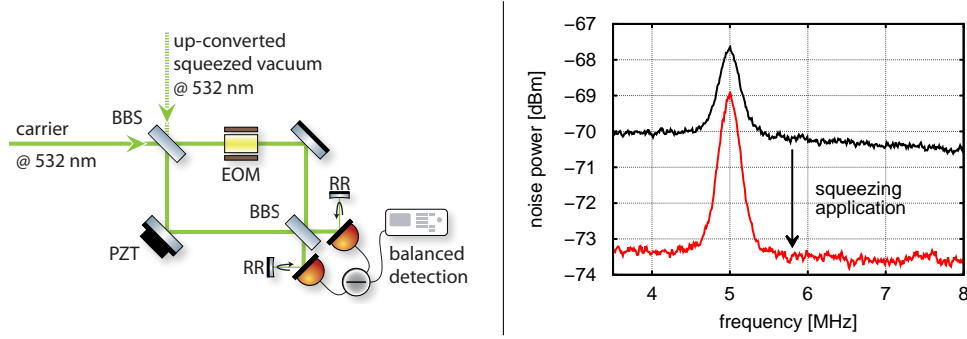 up-converted
squeezed vacuum
@ 532 nm
BBS
carrier
@ 532 nm
EOM
RR
BBS
PZT
RR
balanced
detection
noise power [dBm]
−67
−68
−69
−70
−71
−72
−73
−74
squeezing
application
4 5 6 7 8
frequency [MHz]